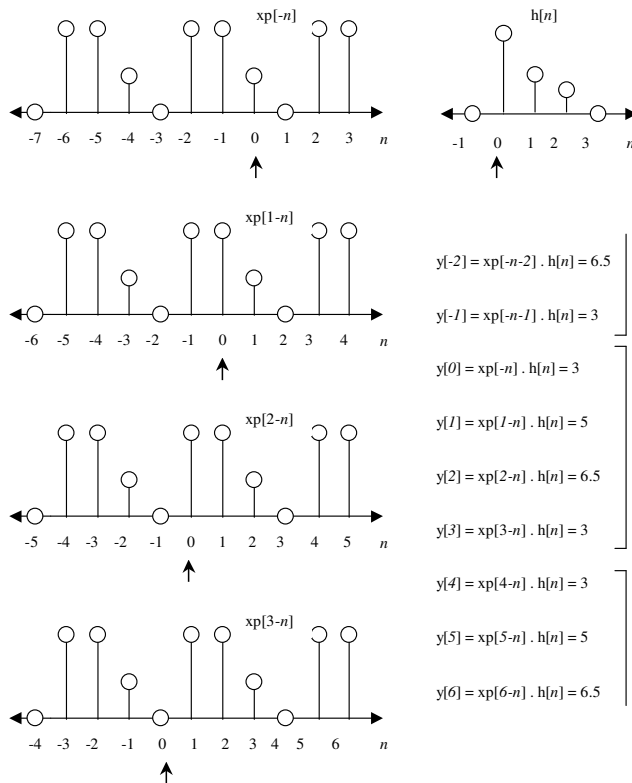 xp[-n]
-7 -6 -5 -4 -3 -2 -1 0 1 2 3 n
h[n]
-1 0 1 2 3 n
xp[1-n]
-6 -5 -4 -3 -2 -1 0 1 2 3 4 n
xp[2-n]
-5 -4 -3 -2 -1 0 1 2 3 4 5 n
xp[3-n]
-4 -3 -2 -1 0 1 2 3 4 5 6 n
y[-2] = xp[-n-2] . h[n] = 6.5
y[-1] = xp[-n-1] . h[n] = 3
y[0] = xp[-n] . h[n] = 3
y[1] = xp[1-n] . h[n] = 5
y[2] = xp[2-n] . h[n] = 6.5
y[3] = xp[3-n] . h[n] = 3
y[4] = xp[4-n] . h[n] = 3
y[5] = xp[5-n] . h[n] = 5
y[6] = xp[6-n] . h[n] = 6.5